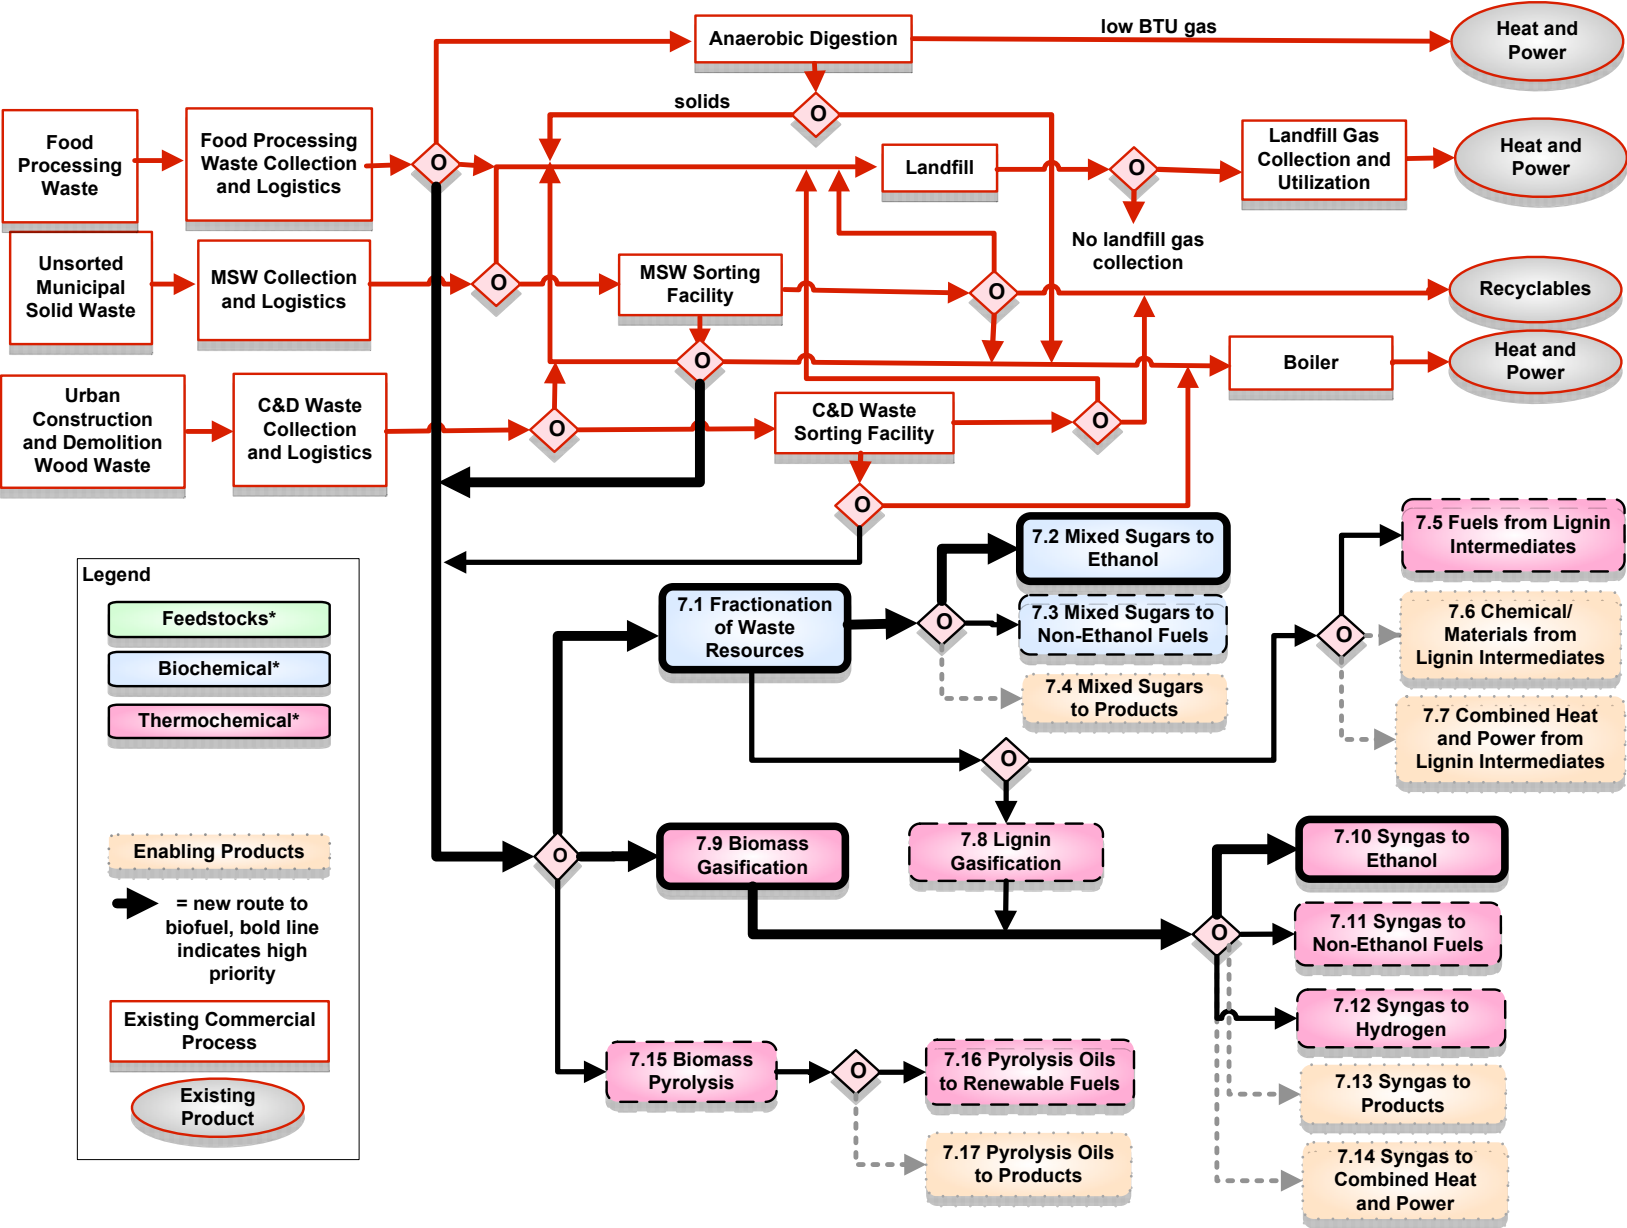 Anaerobic Digestion
low BTU gas
Heat and
Power
solids
O
Food
Processing
Waste
Food Processing
Waste Collection
and Logistics
O
Landfill
O
Landfill Gas
Collection and
Utilization
Heat and
Power
No landfill gas
collection
Unsorted
Municipal
Solid Waste
MSW Collection
and Logistics
O
MSW Sorting
Facility
O
Recyclables
O
Boiler
Heat and
Power
Urban
Construction
and Demolition
Wood Waste
C&D Waste
Collection
and Logistics
O
C&D Waste
Sorting Facility
O
O
7.2 Mixed Sugars to
Ethanol
7.5 Fuels from Lignin
Intermediates
7.1 Fractionation
of Waste
Resources
O
7.3 Mixed Sugars to
Non-Ethanol Fuels
O
7.6 Chemical/
Materials from
Lignin Intermediates
7.4 Mixed Sugars
to Products
7.7 Combined Heat
and Power from
Lignin Intermediates
O
O
7.9 Biomass
Gasification
7.8 Lignin
Gasification
7.10 Syngas to
Ethanol
O
7.11 Syngas to
Non-Ethanol Fuels
7.12 Syngas to
Hydrogen
7.15 Biomass
Pyrolysis
O
7.16 Pyrolysis Oils
to Renewable Fuels
7.13 Syngas to
Products
7.17 Pyrolysis Oils
to Products
7.14 Syngas to
Combined Heat
and Power
Legend
Feedstocks*
Biochemical*
Thermochemical*
Enabling Products
= new route to
biofuel, bold line
indicates high
priority
Existing Commercial
Process
Existing
Product